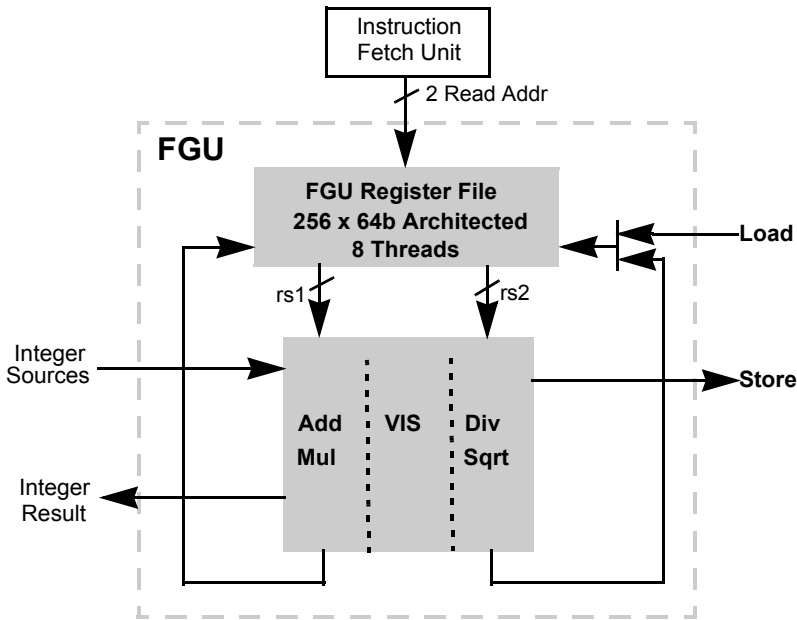 Instruction
Fetch Unit
2 Read Addr
FGU
FGU Register File
256 x 64b Architected
8 Threads
Load
rs1
rs2
Integer
Sources
Store
Add
VIS
Div
Mul
Sqrt
Integer
Result